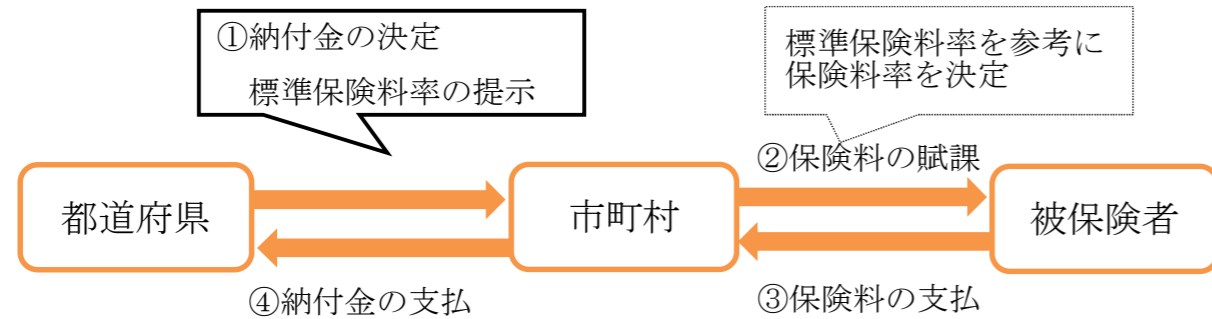 ①納付金の決定
標準保険料率の提示
標準保険料率を参考に
保険料率を決定
②保険料の賦課
都道府県
市町村
被保険者
④納付金の支払
③保険料の支払